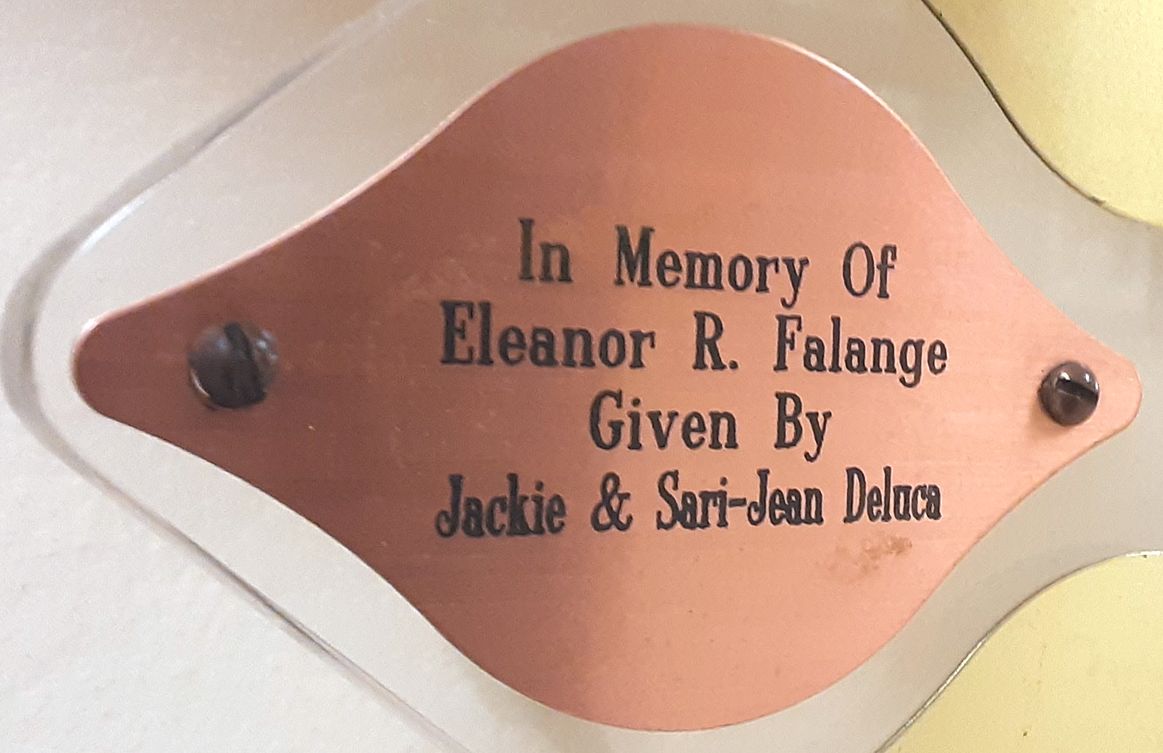 In Memory Of
Eleanor R. Falange
Given By
Jackie & Sari-Jean Deluca